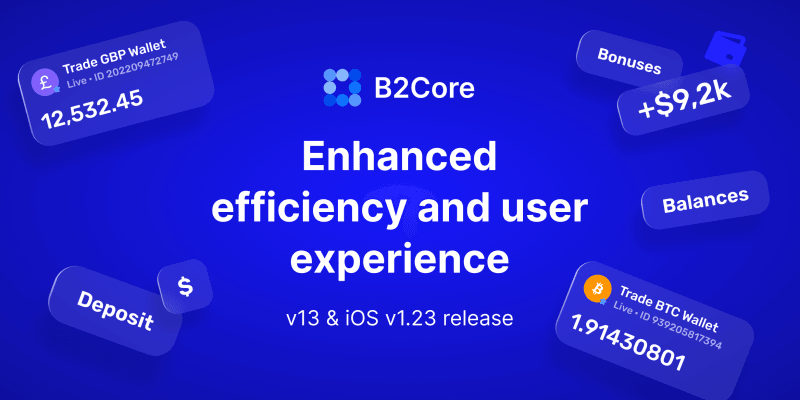 Trade GBP Wallet
Live • ID 202209472749
12,532.45
B2Core
Bonuses
+$9,2k
Enhanced
efficiency and user
experience
Balances
Deposit
$
v13 & iOS v1.23 release
Trade BTC Wallet
Live • ID 939205817394
1.91430801